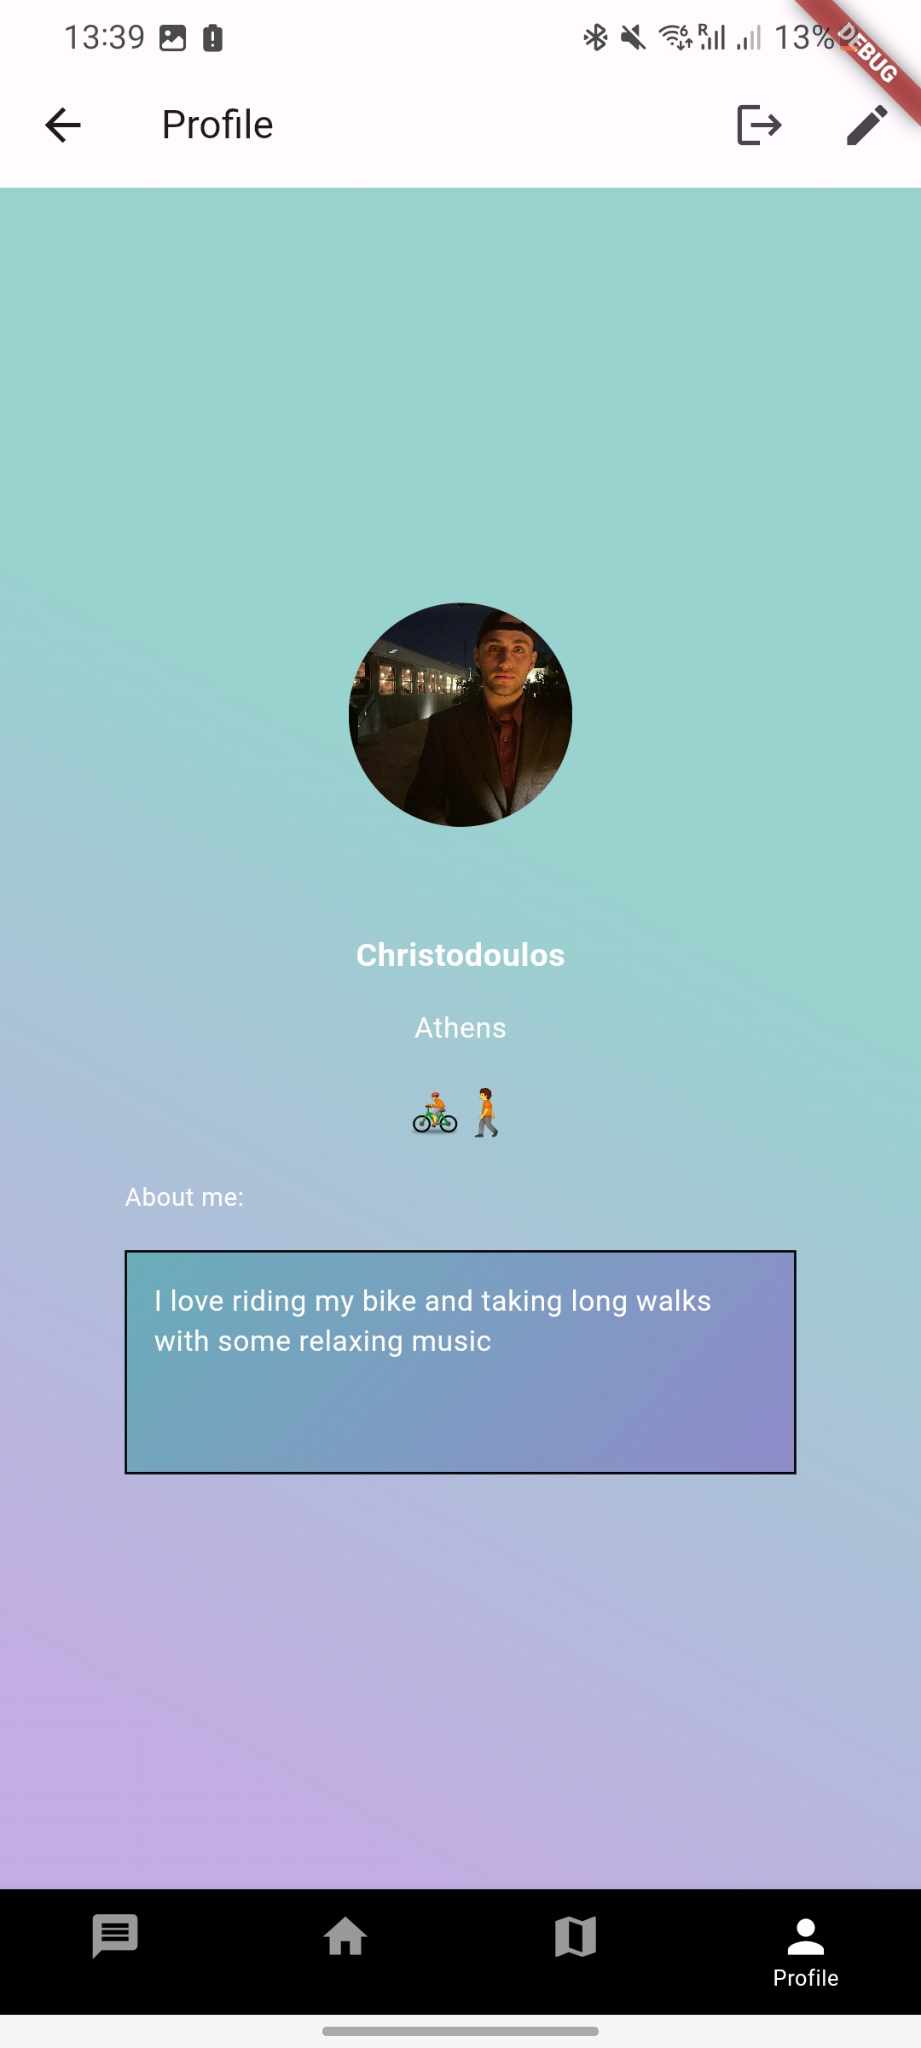 13:39
6 R 13%
DEBUG
Profile
Christodoulos
Athens
About me:
I love riding my bike and taking long walks
with some relaxing music
Profile